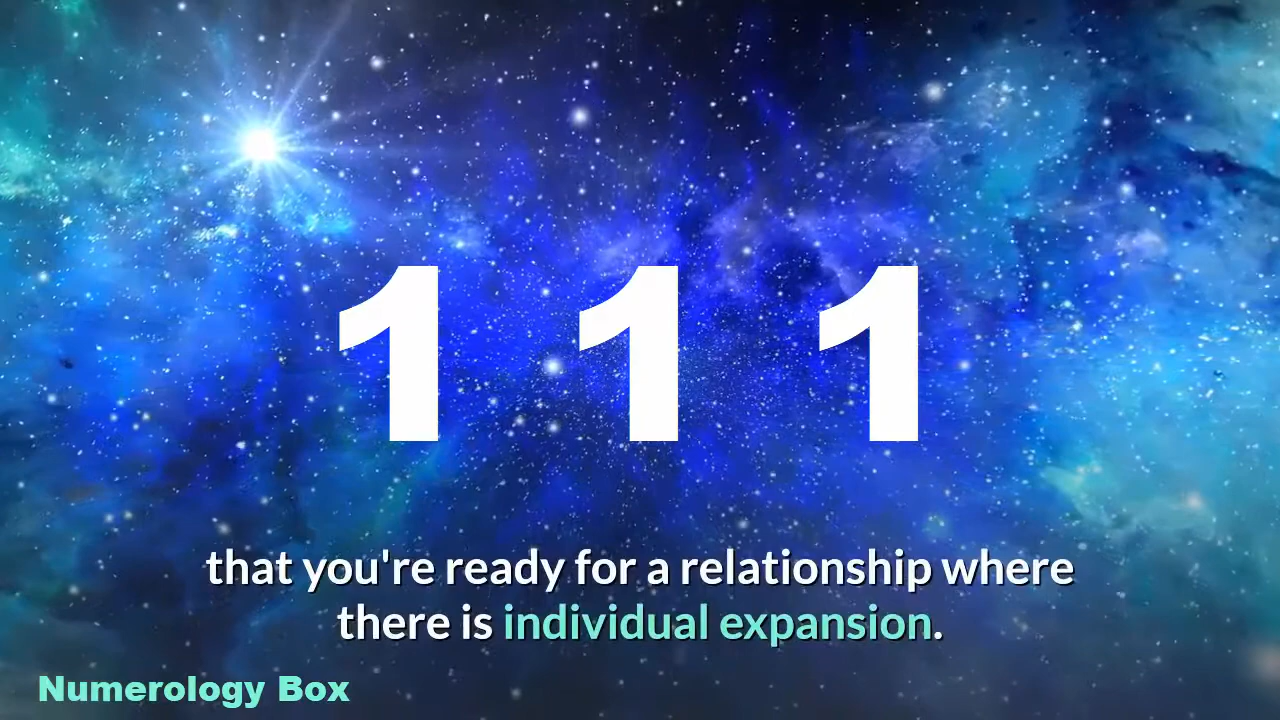 1 1 1
that you're ready for a relationship where
there is individual expansion.
Numerology Box